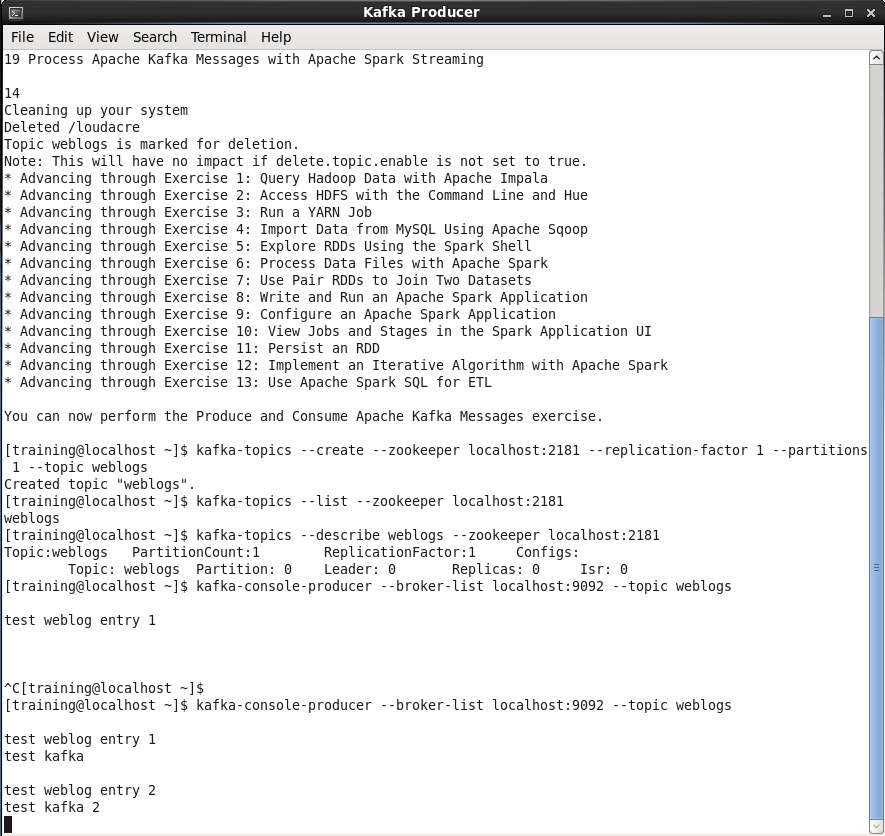 Kafka Producer
File Edit View Search Terminal Help
19 Process Apache Kafka Messages with Apache Spark Streaming
14
Cleaning up your system
Deleted /loudacre
Topic weblogs is marked for deletion.
Note: This will have no impact if delete.topic.enable is not set to true.
* Advancing through Exercise 1: Query Hadoop Data with Apache Impala
* Advancing through Exercise 2: Access HDFS with the Command Line and Hue
* Advancing through Exercise 3: Run a YARN Job
* Advancing through Exercise 4: Import Data from MySQL Using Apache Sqoop
* Advancing through Exercise 5: Explore RDDs Using the Spark Shell
* Advancing through Exercise 6: Process Data Files with Apache Spark
* Advancing through Exercise 7: Use Pair RDDs to Join Two Datasets
* Advancing through Exercise 8: Write and Run an Apache Spark Application
* Advancing through Exercise 9: Configure an Apache Spark Application
* Advancing through Exercise 10: View Jobs and Stages in the Spark Application UI
* Advancing through Exercise 11: Persist an RDD
* Advancing through Exercise 12: Implement an Iterative Algorithm with Apache Spark
* Advancing through Exercise 13: Use Apache Spark SQL for ETL
You can now perform the Produce and Consume Apache Kafka Messages exercise.
[training@localhost ~]$ kafka-topics --create --zookeeper localhost:2181 --replication-factor 1 --partitions
1 --topic weblogs
Created topic "weblogs".
[training@localhost ~]$ kafka-topics --list --zookeeper localhost:2181
weblogs
[training@localhost ~]$ kafka-topics --describe weblogs --zookeeper localhost:2181
Topic:weblogs PartitionCount:1 ReplicationFactor:1 Configs:
Topic: weblogs Partition: 0 Leader: 0 Replicas: 0 Isr: 0
[training@localhost ~]$ kafka-console-producer --broker-list localhost:9092 --topic weblogs
test weblog entry 1
^C[training@localhost ~]$
[training@localhost ~]$ kafka-console-producer --broker-list localhost:9092 --topic weblogs
test weblog entry 1
test kafka
test weblog entry 2
test kafka 2